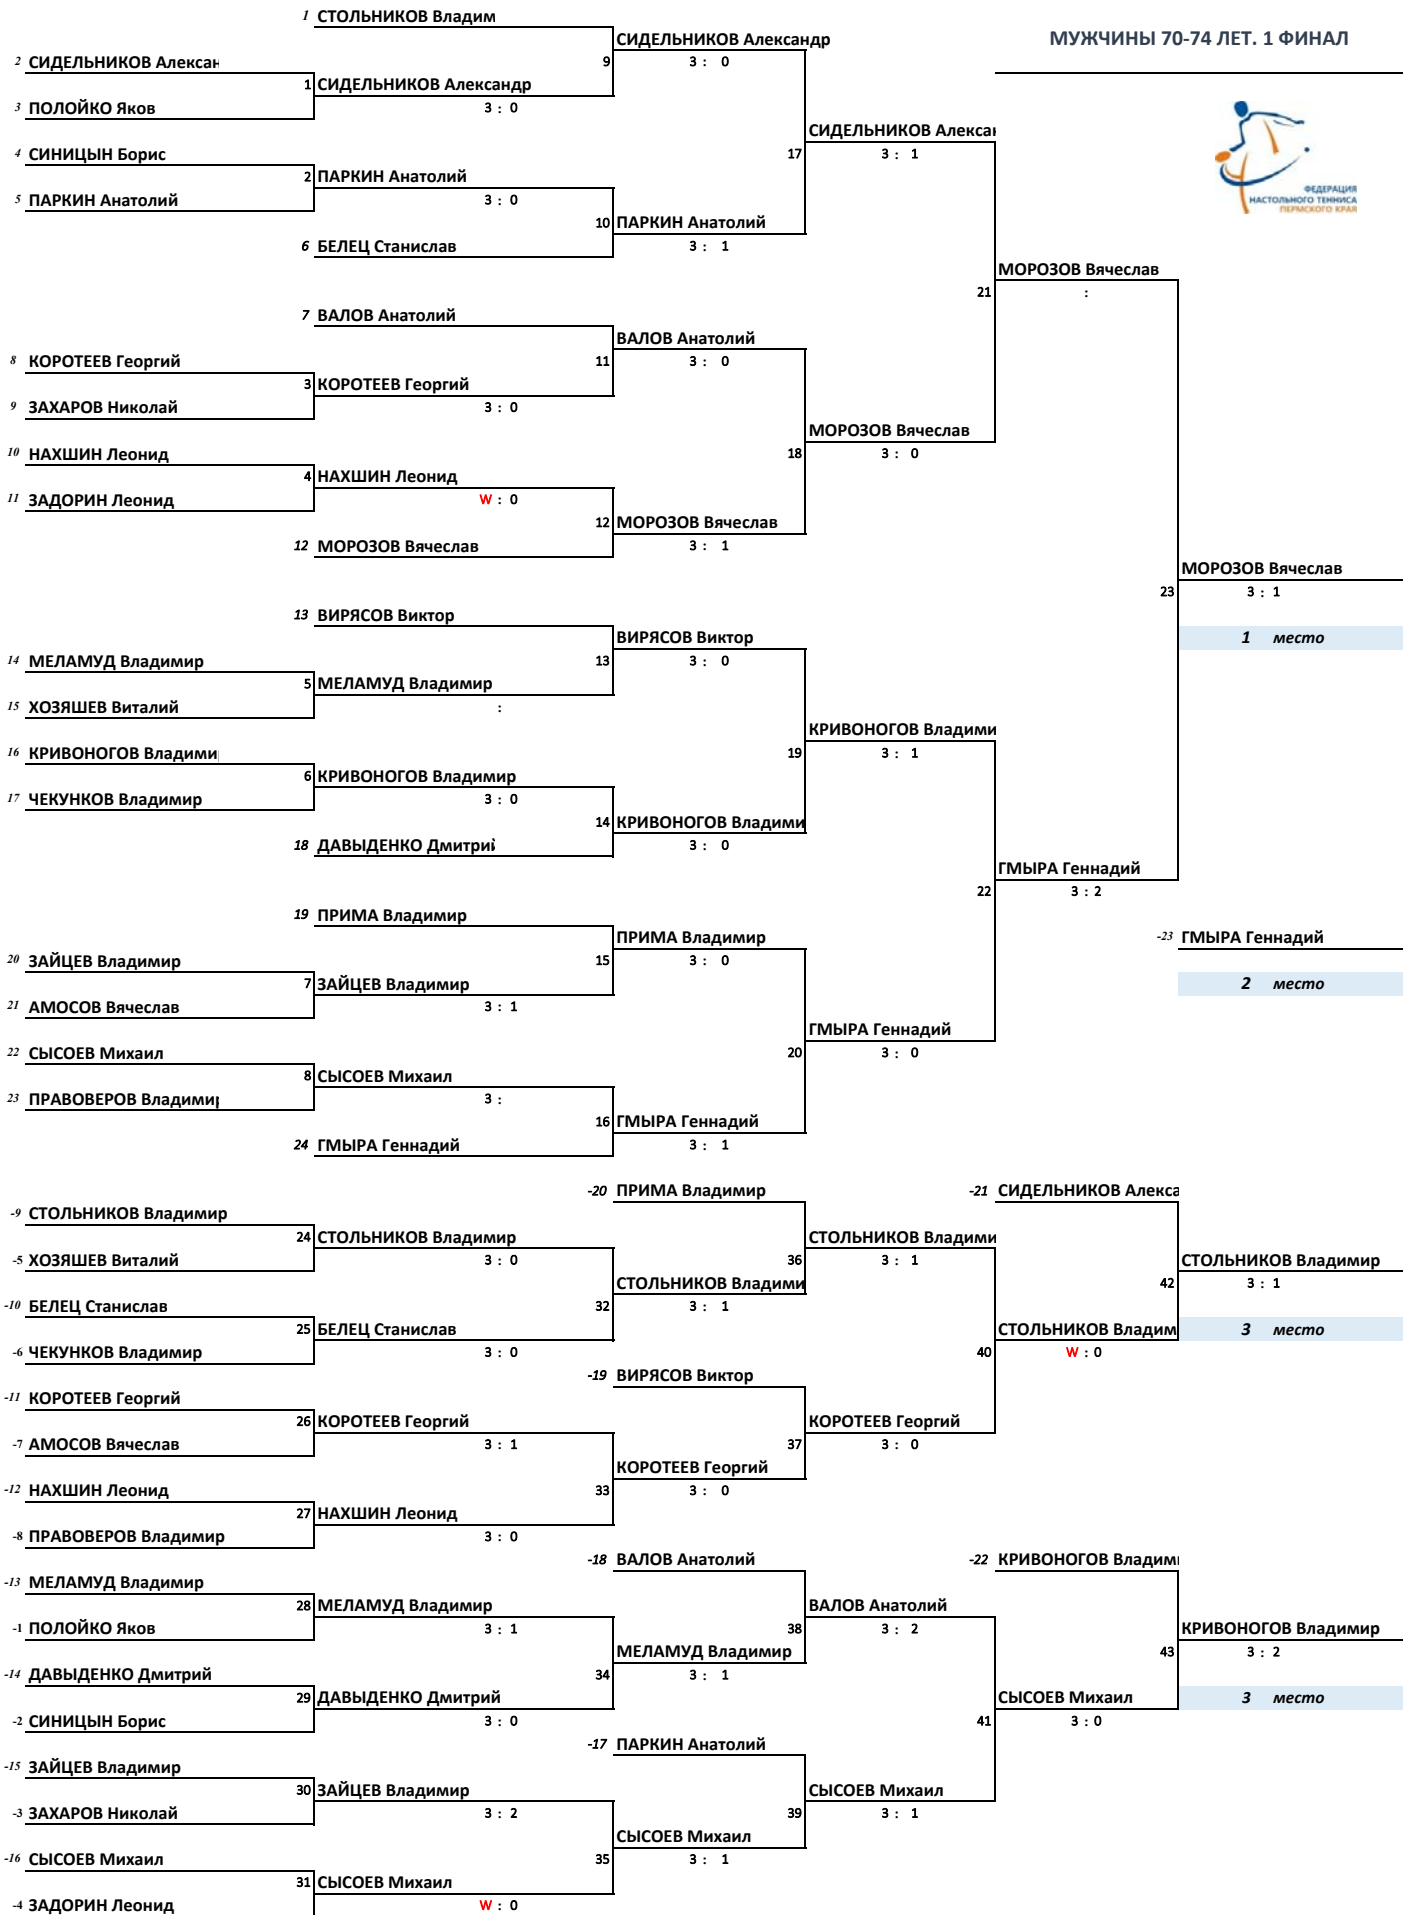 1 СТОЛЬНИКОВ Владим
СИДЕЛЬНИКОВ Александр
МУЖЧИНЫ 70-74 ЛЕТ. 1 ФИНАЛ
2 СИДЕЛЬНИКОВ Алексан
9
3 : 0
1 СИДЕЛЬНИКОВ Александр
3 ПОЛОЙКО Яков
3 : 0
СИДЕЛЬНИКОВ Алексан
4 СИНИЦЫН Борис
17
3 : 1
2 ПАРКИН Анатолий
ФЕДЕРАЦИЯ
НАСТОЛЬНОГО ТЕННИСА
ПЕРМСКОГО КРАЯ
5 ПАРКИН Анатолий
3 : 0
10 ПАРКИН Анатолий
6 БЕЛЕЦ Станислав
3 : 1
МОРОЗОВ Вячеслав
21
:
7 ВАЛОВ Анатолий
ВАЛОВ Анатолий
8 КОРОТЕЕВ Георгий
11
3 : 0
3 КОРОТЕЕВ Георгий
9 ЗАХАРОВ Николай
3 : 0
МОРОЗОВ Вячеслав
10 НАХШИН Леонид
18
3 : 0
4 НАХШИН Леонид
11 ЗАДОРИН Леонид
W : 0
12 МОРОЗОВ Вячеслав
12 МОРОЗОВ Вячеслав
3 : 1
МОРОЗОВ Вячеслав
23
3 : 1
13 ВИРЯСОВ Виктор
ВИРЯСОВ Виктор
1 место
14 МЕЛАМУД Владимир
13
3 : 0
5 МЕЛАМУД Владимир
15 ХОЗЯШЕВ Виталий
:
КРИВОНОГОВ Владими
16 КРИВОНОГОВ Владими
19
3 : 1
6 КРИВОНОГОВ Владимир
17 ЧЕКУНКОВ Владимир
3 : 0
14 КРИВОНОГОВ Владими
18 ДАВЫДЕНКО Дмитрий
3 : 0
ГМЫРА Геннадий
22
3 : 2
19 ПРИМА Владимир
ПРИМА Владимир
-23 ГМЫРА Геннадий
20 ЗАЙЦЕВ Владимир
15
3 : 0
7 ЗАЙЦЕВ Владимир
2 место
21 АМОСОВ Вячеслав
3 : 1
ГМЫРА Геннадий
22 СЫСОЕВ Михаил
20
3 : 0
8 СЫСОЕВ Михаил
23 ПРАВОВЕРОВ Владимир
3 :
16 ГМЫРА Геннадий
24 ГМЫРА Геннадий
3 : 1
-20 ПРИМА Владимир
-21 СИДЕЛЬНИКОВ Алекса
-9 СТОЛЬНИКОВ Владимир
24 СТОЛЬНИКОВ Владимир
СТОЛЬНИКОВ Владими
-5 ХОЗЯШЕВ Виталий
3 : 0
36
3 : 1
СТОЛЬНИКОВ Владимир
СТОЛЬНИКОВ Владими
42
3 : 1
-10 БЕЛЕЦ Станислав
32
3 : 1
25 БЕЛЕЦ Станислав
СТОЛЬНИКОВ Владим
3 место
-6 ЧЕКУНКОВ Владимир
3 : 0
40
W : 0
-19 ВИРЯСОВ Виктор
-11 КОРОТЕЕВ Георгий
26 КОРОТЕЕВ Георгий
КОРОТЕЕВ Георгий
-7 АМОСОВ Вячеслав
3 : 1
37
3 : 0
КОРОТЕЕВ Георгий
-12 НАХШИН Леонид
33
3 : 0
27 НАХШИН Леонид
-8 ПРАВОВЕРОВ Владимир
3 : 0
-18 ВАЛОВ Анатолий
-22 КРИВОНОГОВ Владими
-13 МЕЛАМУД Владимир
28 МЕЛАМУД Владимир
ВАЛОВ Анатолий
-1 ПОЛОЙКО Яков
3 : 1
38
3 : 2
КРИВОНОГОВ Владимир
МЕЛАМУД Владимир
43
3 : 2
-14 ДАВЫДЕНКО Дмитрий
34
3 : 1
29 ДАВЫДЕНКО Дмитрий
СЫСОЕВ Михаил
3 место
-2 СИНИЦЫН Борис
3 : 0
41
3 : 0
-17 ПАРКИН Анатолий
-15 ЗАЙЦЕВ Владимир
30 ЗАЙЦЕВ Владимир
СЫСОЕВ Михаил
-3 ЗАХАРОВ Николай
3 : 2
39
3 : 1
СЫСОЕВ Михаил
-16 СЫСОЕВ Михаил
35
3 : 1
31 СЫСОЕВ Михаил
-4 ЗАДОРИН Леонид
W : 0